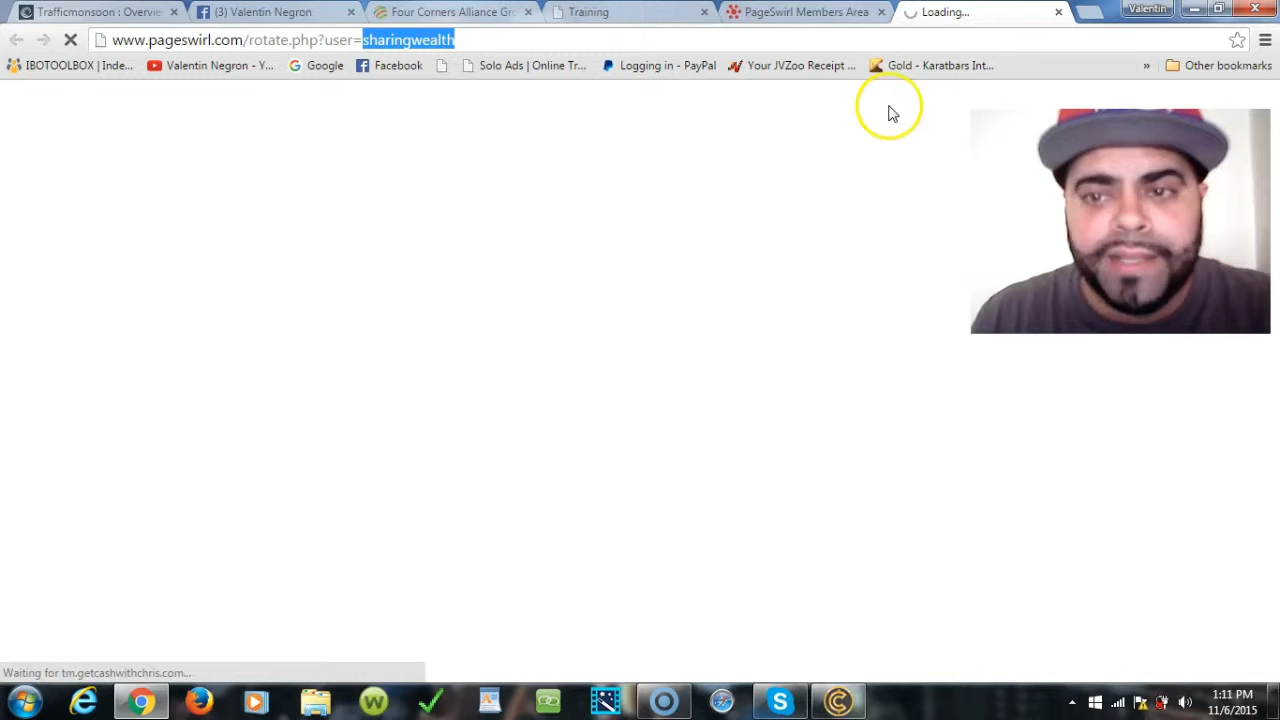 Trafficmonsoon : Overvie
(3) Valentin Negron
Four Corners Alliance Gro
Training
PageSwirl Members Area
Loading...
Valentin
www.pageswirl.com/rotate.php?user=sharingwealth
IBOTOOLBOX | Inde...
Valentin Negron - Y...
Google
Facebook
Solo Ads | Online Tr...
Logging in - PayPal
Your JVZoo Receipt ...
Gold - Karatbars Int...
»
Other bookmarks
Waiting for tm.getcashwithchris.com...
1:11 PM
11/6/2015